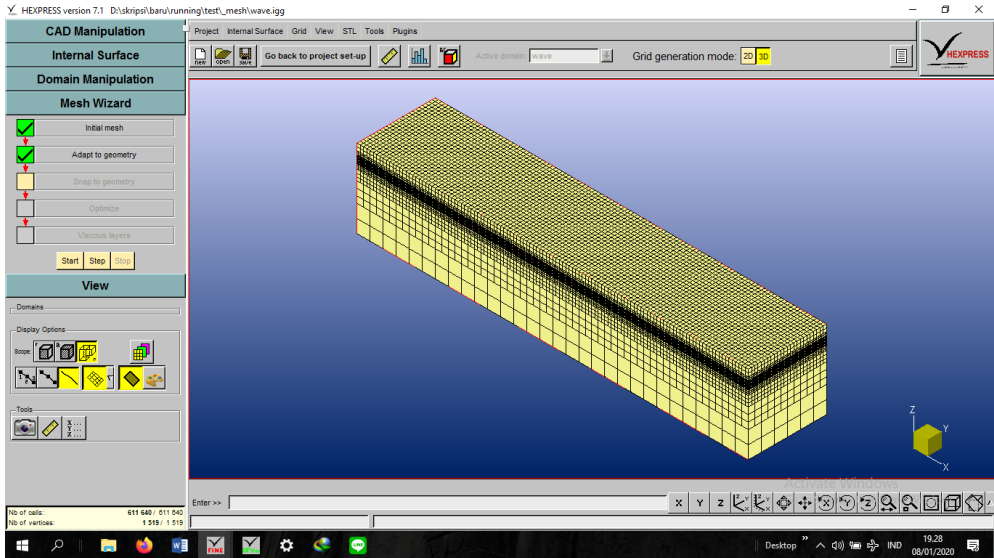 HEXPRESS version 7.1 D:\skripsi\baru\running\test\_mesh\wave.igg
CAD Manipulation
Internal Surface
Domain Manipulation
Mesh Wizard
Initial mesh
Adapt to geometry
Snap to geometry
Optimize
Viscous layers
Start Step Stop
View
Domains
Display Options
Scope:
Tools
X ...
Y ...
Z ...
Nb of cells: 611 640 / 611 640
Nb of vertices: 1 519 / 1 519
Project Internal Surface Grid View STL Tools Plugins
new open save Go back to project set-up Active domain: wave Grid generation mode: 2D 3D
HEXPRESS
Z
Y
X
Activate Windows
Enter >>
X Y Z
FINE
Desktop IND
19.28
08/01/2020